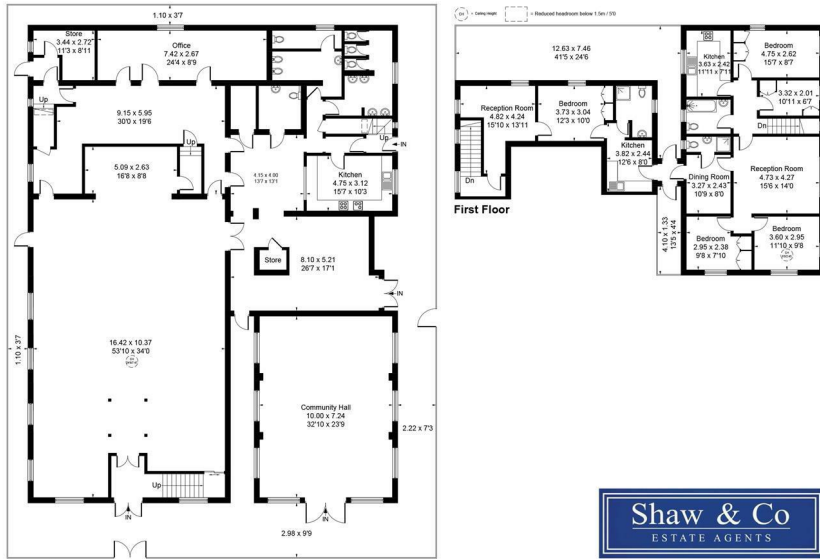 1.10 x 3'7
Store
3.44 x 2.72
11'3 x 8'11
Office
7.42 x 2.67
24'4 x 8'9
Up
9.15 x 5.95
30'0 x 19'6
Up
5.09 x 2.63
16'8 x 8'8
Up
IN
4.15 x 4.00
13'7 x 13'1
Kitchen
4.75 x 3.12
15'7 x 10'3
Store
8.10 x 5.21
26'7 x 17'1
IN
16.42 x 10.37
53'10 x 34'0
1.10 x 3'7
Community Hall
10.00 x 7.24
32'10 x 23'9
2.22 x 7'3
Up
IN
IN
2.98 x 9'9
= Ceiling Height
= Reduced headroom below 1.5m / 5'0
12.63 x 7.46
41'5 x 24'6
Kitchen
3.63 x 2.42
11'11 x 7'11
Bedroom
4.75 x 2.62
15'7 x 8'7
Reception Room
4.82 x 4.24
15'10 x 13'11
Bedroom
3.73 x 3.04
12'3 x 10'0
3.32 x 2.01
10'11 x 6'7
Dn
Kitchen
3.82 x 2.44
12'6 x 8'0
Dn
Dining Room
3.27 x 2.43
10'9 x 8'0
Reception Room
4.73 x 4.27
15'6 x 14'0
First Floor
4.10 x 1.33
13'5 x 4'4
Bedroom
2.95 x 2.38
9'8 x 7'10
Bedroom
3.60 x 2.95
11'10 x 9'8
Shaw & Co
ESTATE AGENTS